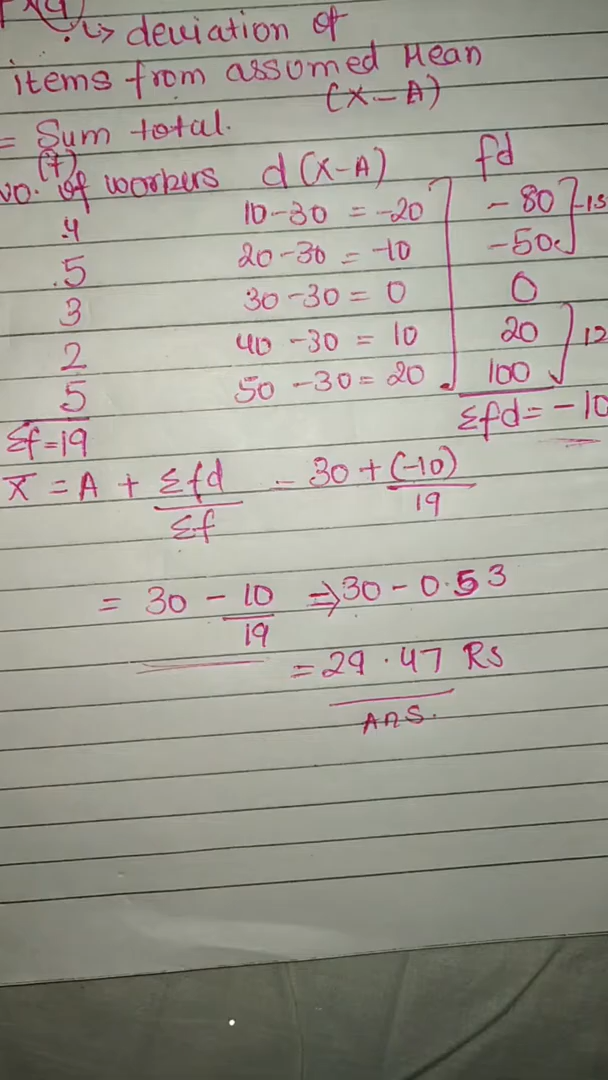 ↳ deviation of
items from assumed Mean
(X-A)
= Sum total.
(f)
No. of workers d(X-A) fd
4 10-30 = -20 -80
5 20-30 = -10 -50
3 30-30 = 0 0
2 40-30 = 10 20 12
5 50-30 = 20 100
Σf=19 Σfd = -10
x̄ = A + Σfd/Σf = 30 + (-10)/19
= 30 - 10/19 ⇒ 30 - 0.53
= 29.47 Rs
Ans.